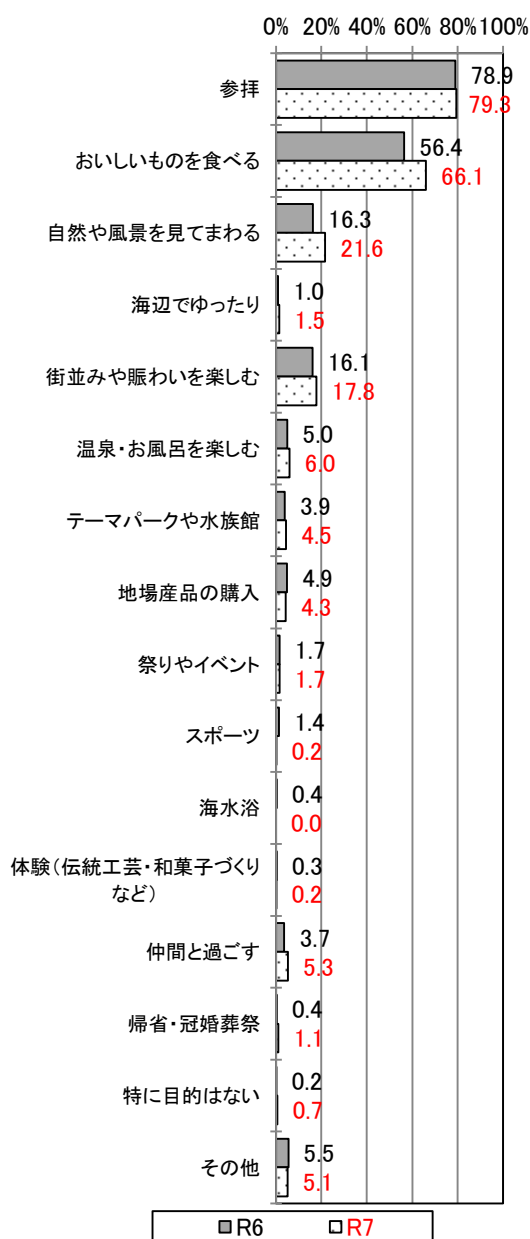 0% 20% 40% 60% 80% 100%
参拝
78.9
79.3
おいしいものを食べる
56.4
66.1
自然や風景を見てまわる
16.3
21.6
海辺でゆったり
1.0
1.5
街並みや賑わいを楽しむ
16.1
17.8
温泉・お風呂を楽しむ
5.0
6.0
テーマパークや水族館
3.9
4.5
地場産品の購入
4.9
4.3
祭りやイベント
1.7
1.7
スポーツ
1.4
0.2
海水浴
0.4
0.0
体験(伝統工芸・和菓子づくり
など)
0.3
0.2
仲間と過ごす
3.7
5.3
帰省・冠婚葬祭
0.4
1.1
特に目的はない
0.2
0.7
その他
5.5
5.1
R6 R7